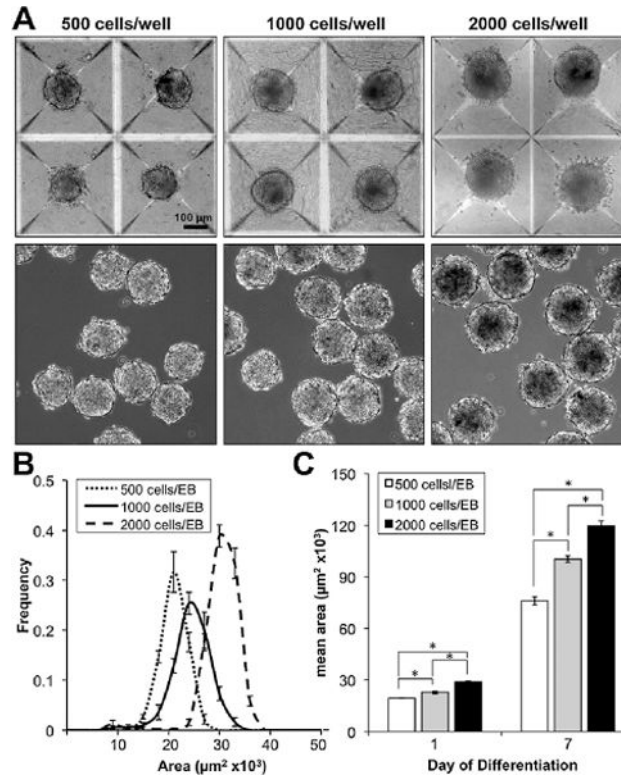 A
500 cells/well 1000 cells/well 2000 cells/well
100 µm
B
500 cells/EB
1000 cells/EB
2000 cells/EB
Frequency
0.5
0.4
0.3
0.2
0.1
0
10 20 30 40 50
Area (µm² x10³)
C
500 cellsl/EB
1000 cells/EB
2000 cells/EB
mean area (µm² x10³)
150
120
90
60
30
0
* * *
* * *
1 7
Day of Differentiation